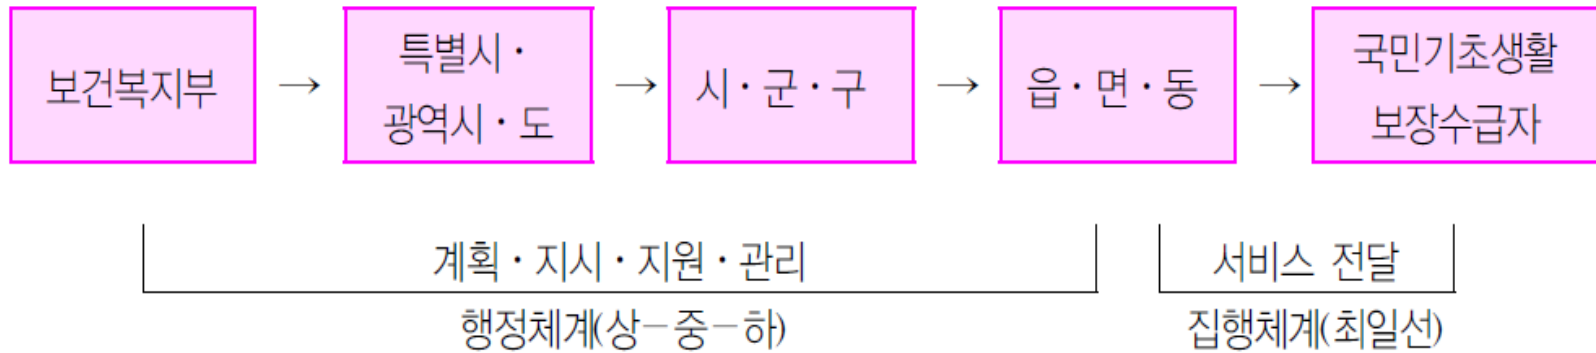 보건복지부 → 특별시·
광역시·도 → 시·군·구 → 읍·면·동 → 국민기초생활
보장수급자
계획·지시·지원·관리
행정체계(상-중-하)
서비스 전달
집행체계(최일선)